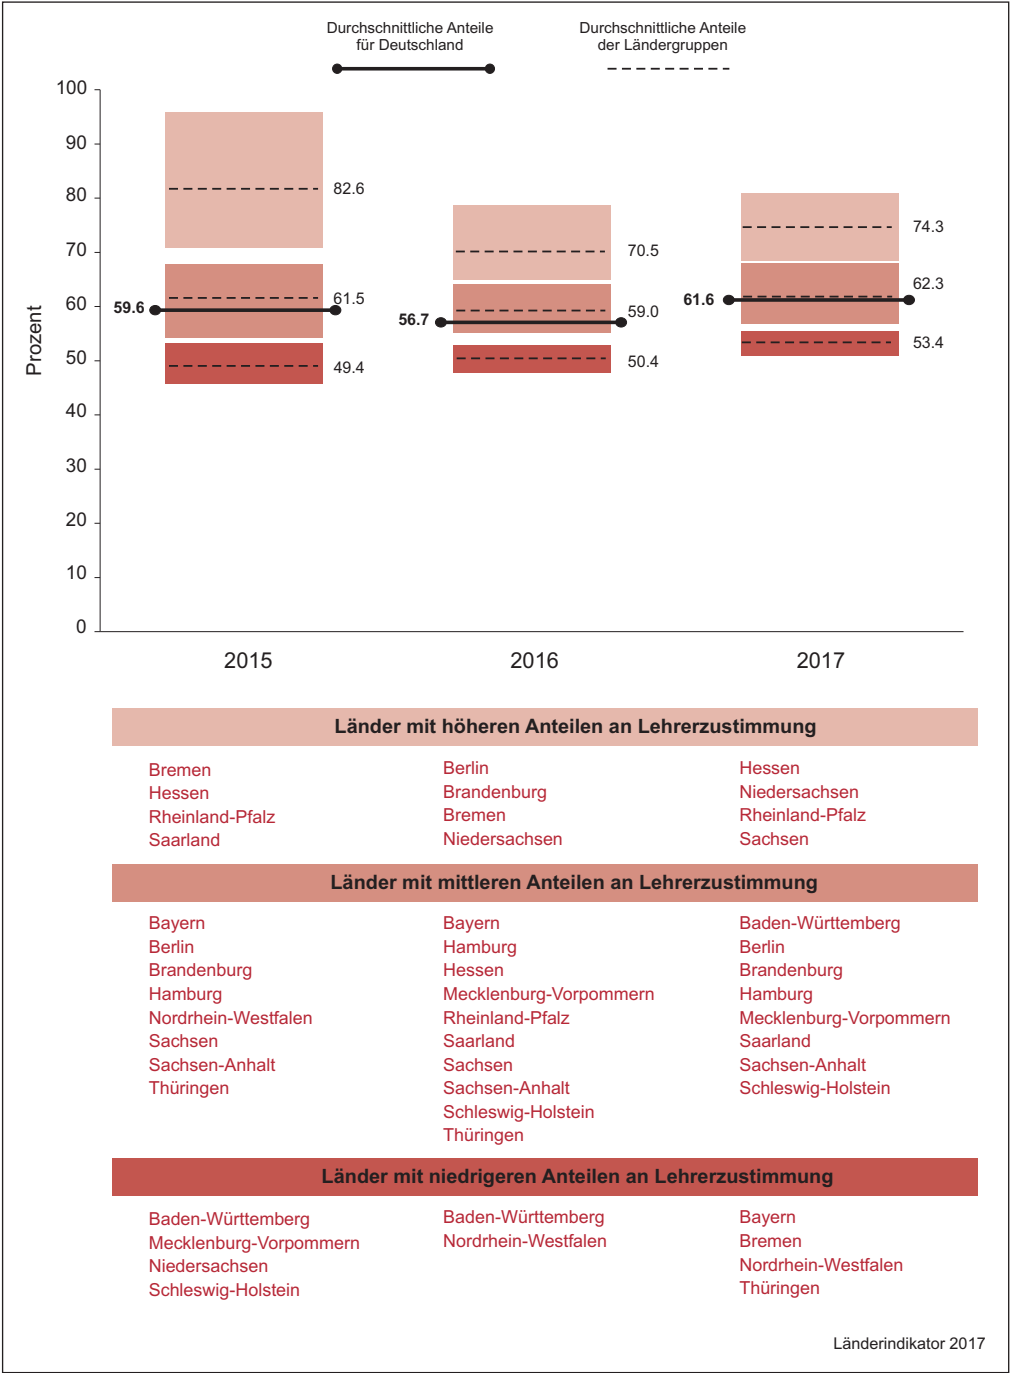 Durchschnittliche Anteile
für Deutschland
Durchschnittliche Anteile
der Ländergruppen
Prozent
100
90
80
70
60
50
40
30
20
10
0
82.6
61.5
59.6
49.4
70.5
59.0
56.7
50.4
74.3
62.3
61.6
53.4
2015
2016
2017
Länder mit höheren Anteilen an Lehrerzustimmung
Bremen
Hessen
Rheinland-Pfalz
Saarland
Berlin
Brandenburg
Bremen
Niedersachsen
Hessen
Niedersachsen
Rheinland-Pfalz
Sachsen
Länder mit mittleren Anteilen an Lehrerzustimmung
Bayern
Berlin
Brandenburg
Hamburg
Nordrhein-Westfalen
Sachsen
Sachsen-Anhalt
Thüringen
Bayern
Hamburg
Hessen
Mecklenburg-Vorpommern
Rheinland-Pfalz
Saarland
Sachsen
Sachsen-Anhalt
Schleswig-Holstein
Thüringen
Baden-Württemberg
Berlin
Brandenburg
Hamburg
Mecklenburg-Vorpommern
Saarland
Sachsen-Anhalt
Schleswig-Holstein
Länder mit niedrigeren Anteilen an Lehrerzustimmung
Baden-Württemberg
Mecklenburg-Vorpommern
Niedersachsen
Schleswig-Holstein
Baden-Württemberg
Nordrhein-Westfalen
Bayern
Bremen
Nordrhein-Westfalen
Thüringen
Länderindikator 2017